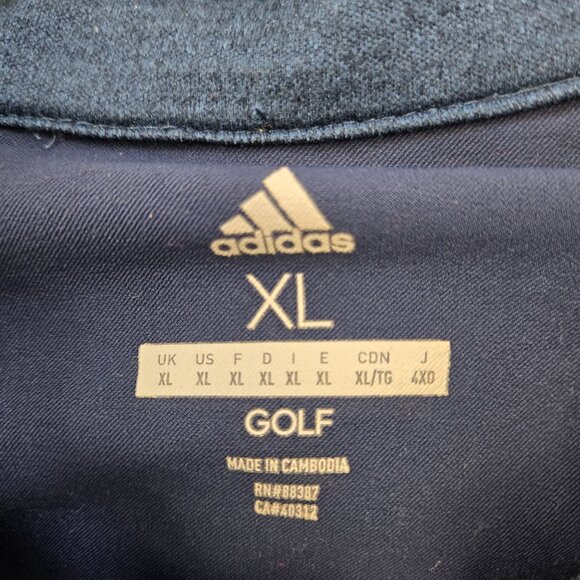 adidas
XL
UK US F D I E CDN J
XL XL XL XL XL XL XL/TG 4XO
GOLF
MADE IN CAMBODIA
RN#88387
CA#40312